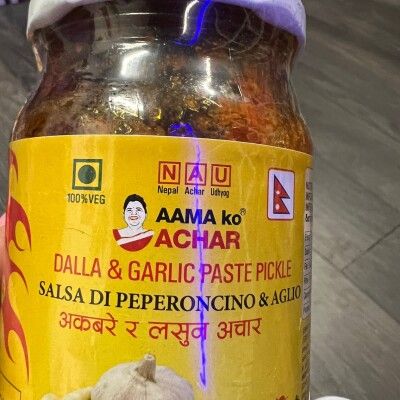 100%VEG
NAU
Nepal Achar Udhyog
AAMA ko®
ACHAR
DALLA & GARLIC PASTE PICKLE
SALSA DI PEPERONCINO & AGLIO
अकबरे र लसुन अचार